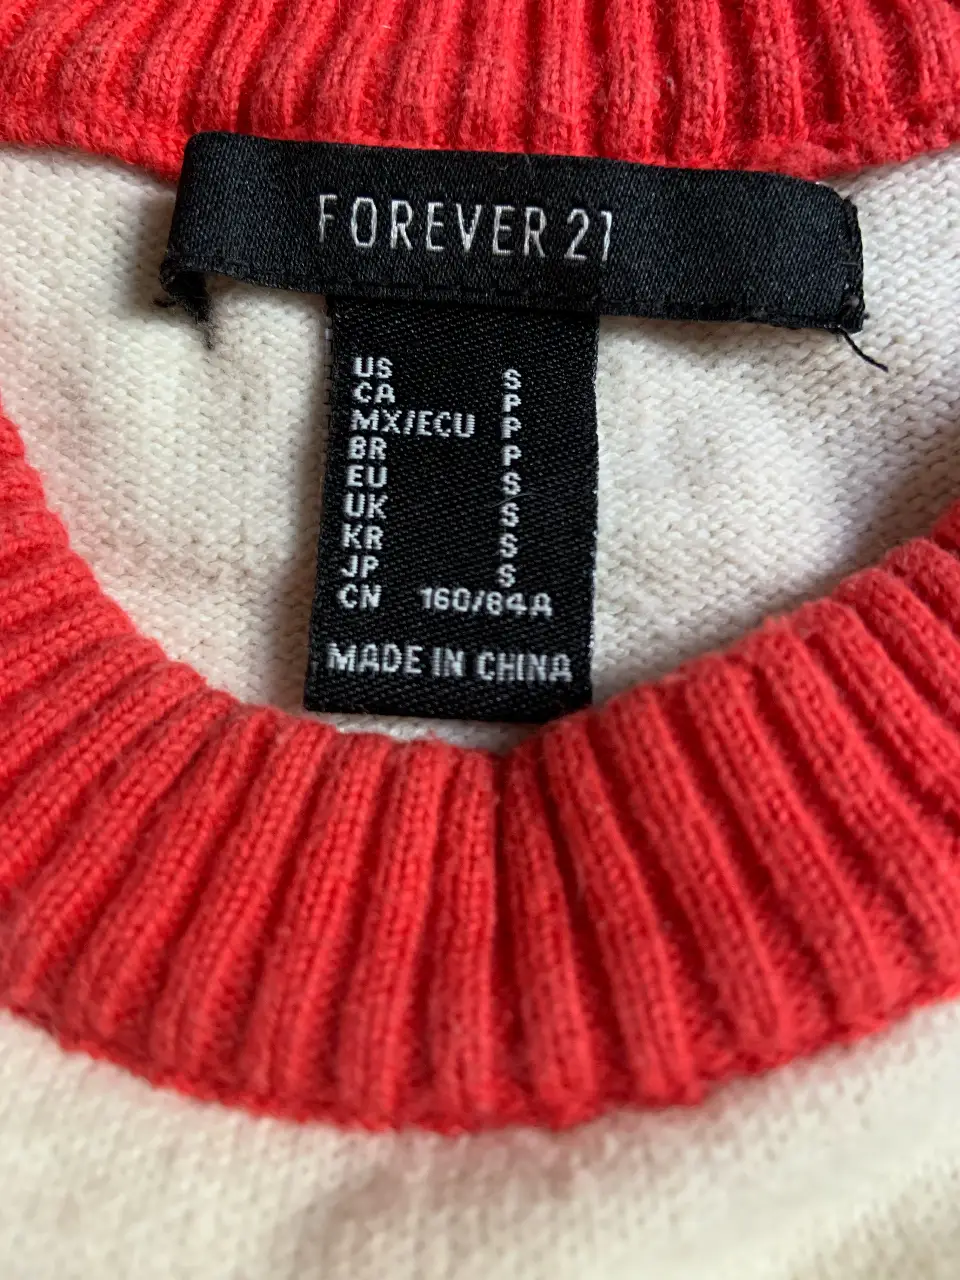 FOREVER 21
US S
CA P
MX/ECU P
BR P
EU S
UK S
KR S
JP S
CN 160/84A
MADE IN CHINA